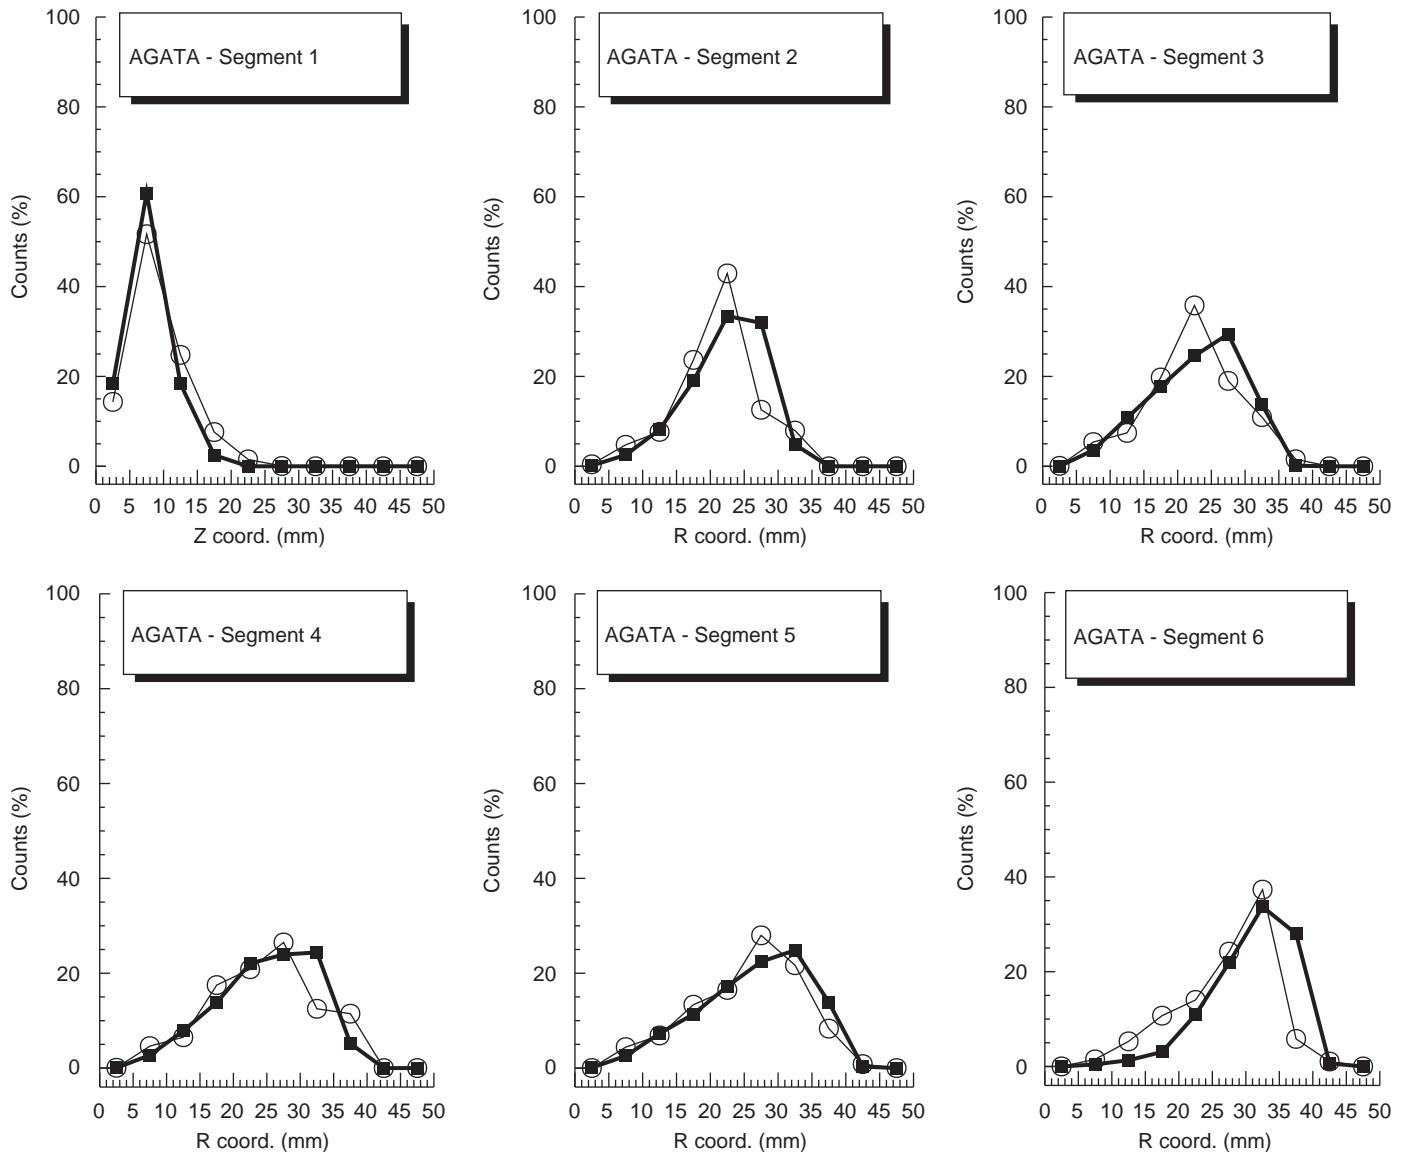 AGATA - Segment 1
Counts (%)
100
80
60
40
20
0
0 5 10 15 20 25 30 35 40 45 50
Z coord. (mm)
AGATA - Segment 2
Counts (%)
100
80
60
40
20
0
0 5 10 15 20 25 30 35 40 45 50
R coord. (mm)
AGATA - Segment 3
Counts (%)
100
80
60
40
20
0
0 5 10 15 20 25 30 35 40 45 50
R coord. (mm)
AGATA - Segment 4
Counts (%)
100
80
60
40
20
0
0 5 10 15 20 25 30 35 40 45 50
R coord. (mm)
AGATA - Segment 5
Counts (%)
100
80
60
40
20
0
0 5 10 15 20 25 30 35 40 45 50
R coord. (mm)
AGATA - Segment 6
Counts (%)
100
80
60
40
20
0
0 5 10 15 20 25 30 35 40 45 50
R coord. (mm)